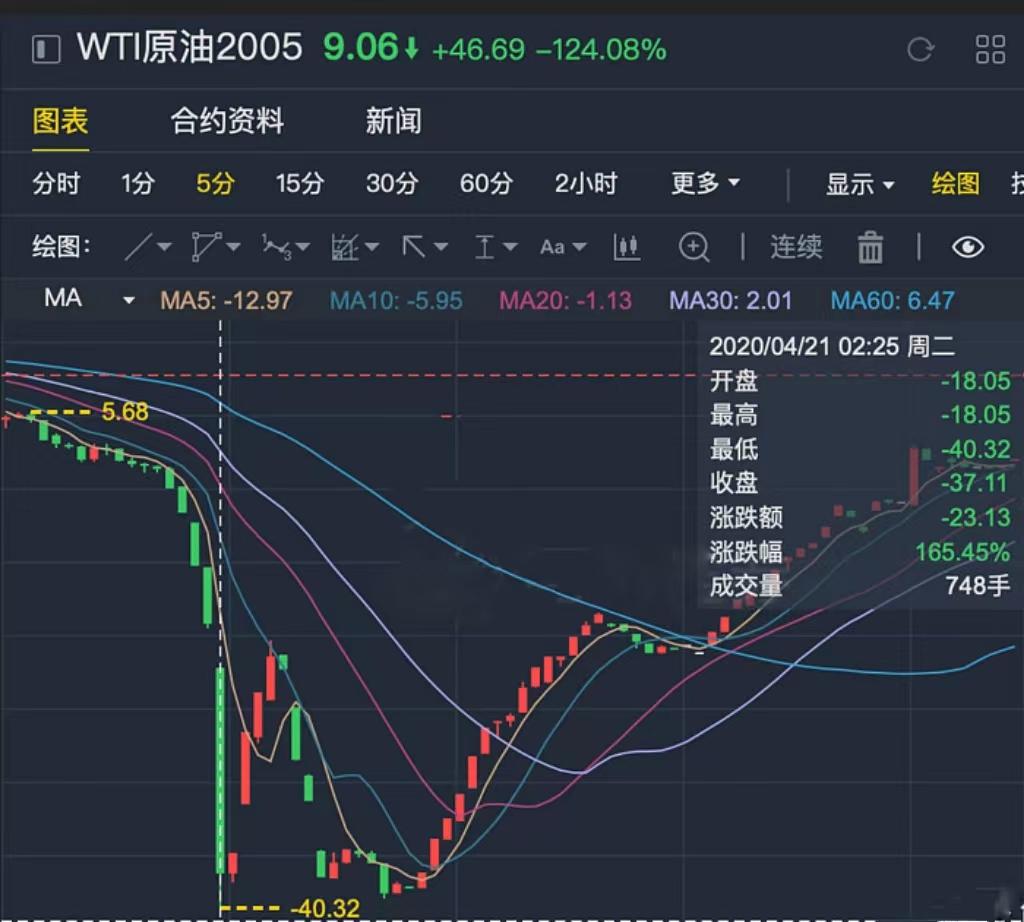 WTI原油2005 9.06↓ +46.69 -124.08%
图表 合约资料 新闻
分时 1分 5分 15分 30分 60分 2小时 更多 显示 绘图
绘图: Aa 连续
MA MA5: -12.97 MA10: -5.95 MA20: -1.13 MA30: 2.01 MA60: 6.47
2020/04/21 02:25 周二
开盘 -18.05
最高 -18.05
最低 -40.32
收盘 -37.11
涨跌额 -23.13
涨跌幅 165.45%
成交量 748手
5.68
-40.32